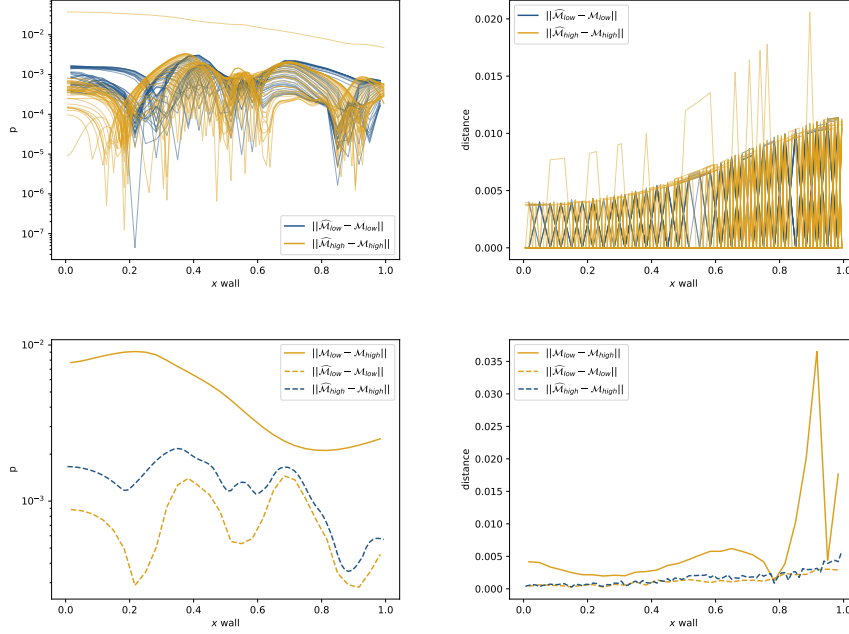 10⁻²
10⁻³
10⁻⁴
10⁻⁵
10⁻⁶
10⁻⁷
p
0.0 0.2 0.4 0.6 0.8 1.0
x wall
||M̂_low − M_low||
||M̂_high − M_high||
0.020
0.015
0.010
0.005
0.000
distance
0.0 0.2 0.4 0.6 0.8 1.0
x wall
||M̂_low − M_low||
||M̂_high − M_high||
10⁻²
10⁻³
p
0.0 0.2 0.4 0.6 0.8 1.0
x wall
||M_low − M_high||
||M̂_low − M_low||
||M̂_high − M_high||
0.035
0.030
0.025
0.020
0.015
0.010
0.005
0.000
distance
0.0 0.2 0.4 0.6 0.8 1.0
x wall
||M_low − M_high||
||M̂_low − M_low||
||M̂_high − M_high||